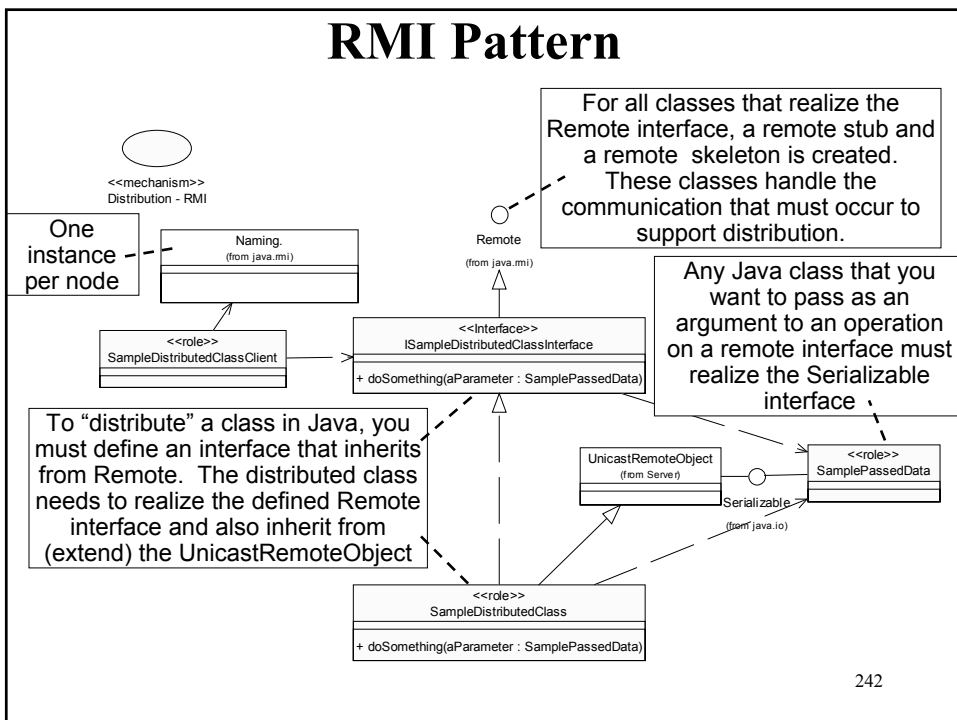 RMI Pattern
For all classes that realize the
Remote interface, a remote stub and
a remote skeleton is created.
These classes handle the
communication that must occur to
support distribution.
<<mechanism>>
Distribution - RMI
One
instance
per node
Naming.
(from java.rmi)
Remote
(from java.rmi)
Any Java class that you
want to pass as an
argument to an operation
on a remote interface must
realize the Serializable
interface
<<role>>
SampleDistributedClassClient
<<Interface>>
ISampleDistributedClassInterface
+ doSomething(aParameter : SamplePassedData)
To “distribute” a class in Java, you
must define an interface that inherits
from Remote. The distributed class
needs to realize the defined Remote
interface and also inherit from
(extend) the UnicastRemoteObject
UnicastRemoteObject
(from Server)
Serializable
(from java.io)
<<role>>
SamplePassedData
<<role>>
SampleDistributedClass
+ doSomething(aParameter : SamplePassedData)
242